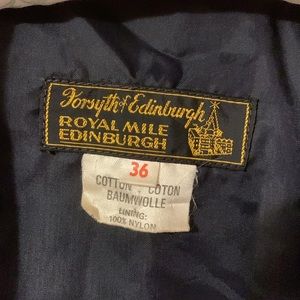 Forsyth of Edinburgh
ROYAL MILE
EDINBURGH
36
COTTON - COTON
BAUMWOLLE
LINING:
100% NYLON